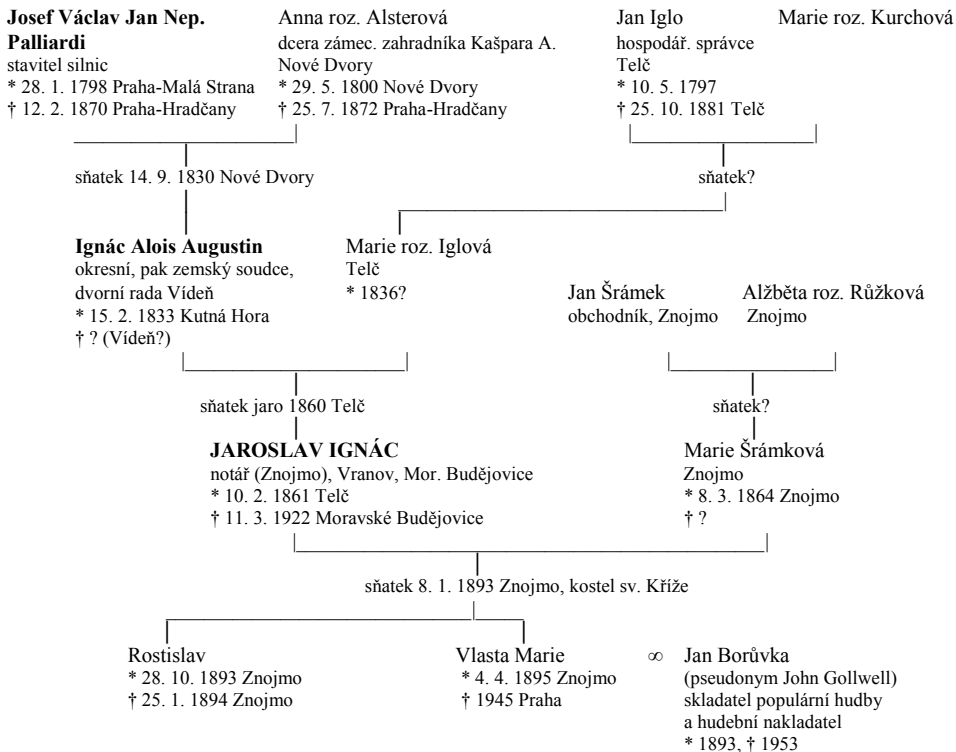 Josef Václav Jan Nep.
Palliardi
stavitel silnic
* 28. 1. 1798 Praha-Malá Strana
† 12. 2. 1870 Praha-Hradčany
Anna roz. Alsterová
dcera zámec. zahradníka Kašpara A.
Nové Dvory
* 29. 5. 1800 Nové Dvory
† 25. 7. 1872 Praha-Hradčany
Jan Iglo
hospodář. správce
Telč
* 10. 5. 1797
† 25. 10. 1881 Telč
Marie roz. Kurchová
sňatek 14. 9. 1830 Nové Dvory
sňatek?
Ignác Alois Augustin
okresní, pak zemský soudce,
dvorní rada Vídeň
* 15. 2. 1833 Kutná Hora
† ? (Vídeň?)
Marie roz. Iglová
Telč
* 1836?
Jan Šrámek
obchodník, Znojmo
Alžběta roz. Růžková
Znojmo
sňatek jaro 1860 Telč
sňatek?
JAROSLAV IGNÁC
notář (Znojmo), Vranov, Mor. Budějovice
* 10. 2. 1861 Telč
† 11. 3. 1922 Moravské Budějovice
Marie Šrámková
Znojmo
* 8. 3. 1864 Znojmo
† ?
sňatek 8. 1. 1893 Znojmo, kostel sv. Kříže
Rostislav
* 28. 10. 1893 Znojmo
† 25. 1. 1894 Znojmo
Vlasta Marie
* 4. 4. 1895 Znojmo
† 1945 Praha
∞ Jan Borůvka
(pseudonym John Gollwell)
skladatel populární hudby
a hudební nakladatel
* 1893, † 1953